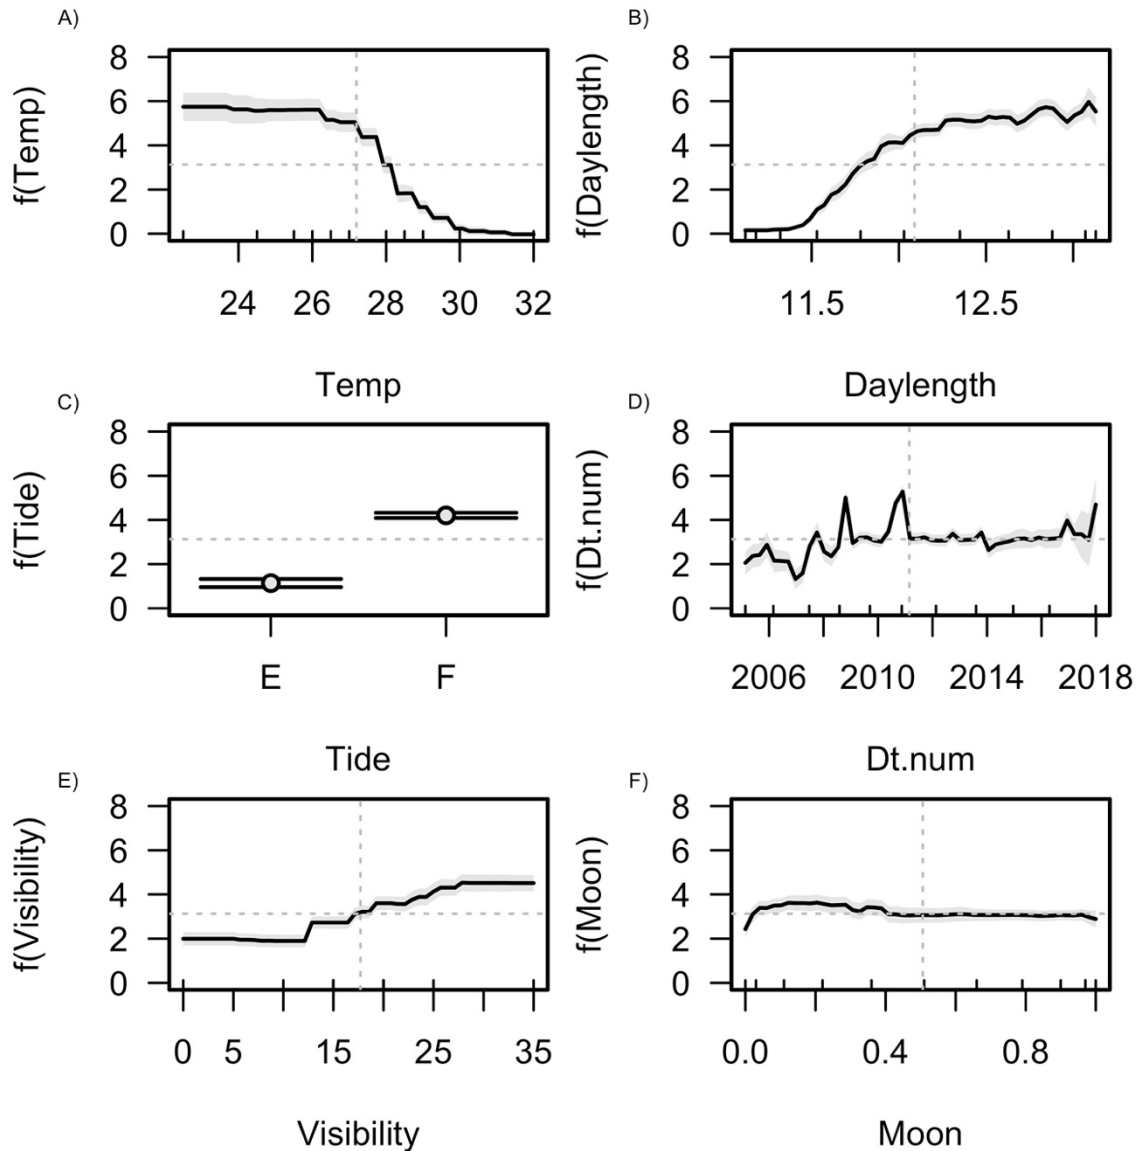 A)
f(Temp)
8
6
4
2
0
24 26 28 30 32
Temp
B)
f(Daylength)
8
6
4
2
0
11.5 12.5
Daylength
C)
f(Tide)
8
6
4
2
0
E F
Tide
D)
f(Dt.num)
8
6
4
2
0
2006 2010 2014 2018
Dt.num
E)
f(Visibility)
8
6
4
2
0
0 5 15 25 35
Visibility
F)
f(Moon)
8
6
4
2
0
0.0 0.4 0.8
Moon